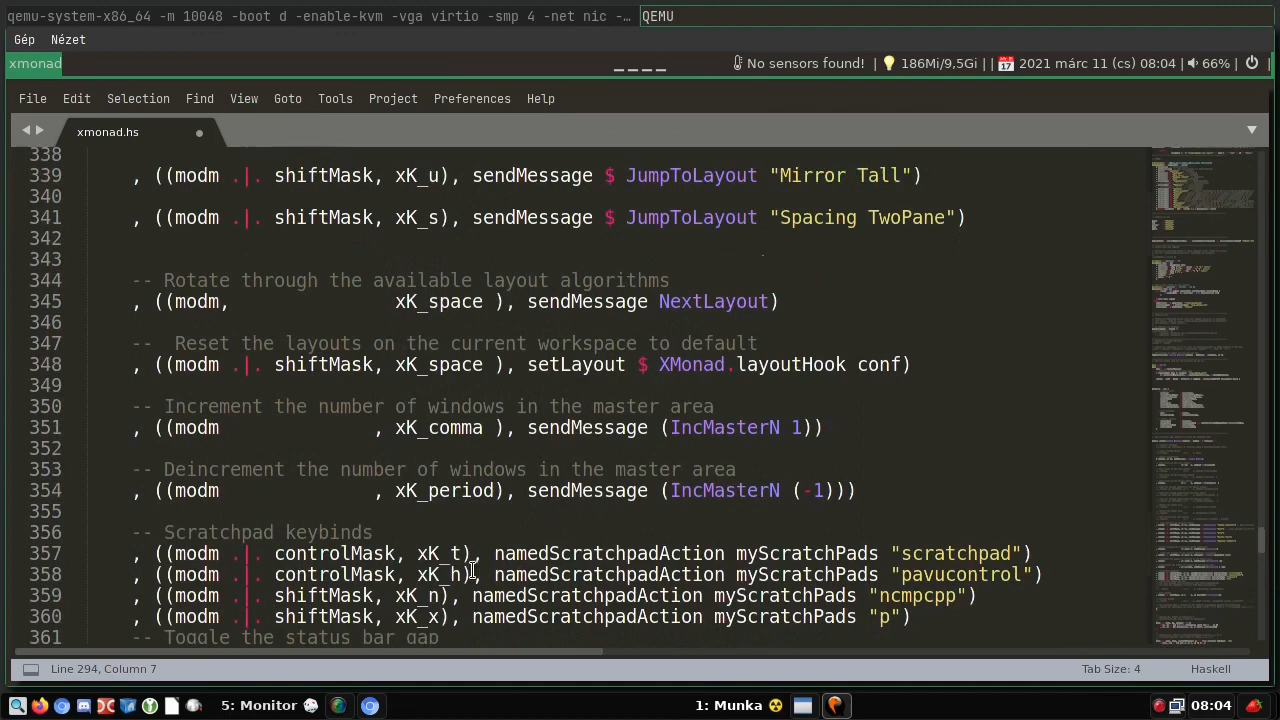 qemu-system-x86_64 -m 10048 -boot d -enable-kvm -vga virtio -smp 4 -net nic -… QEMU
Gép Nézet
xmonad No sensors found! | 186Mi/9,5Gi | | 2021 márc 11 (cs) 08:04 | 66% | |
File Edit Selection Find View Goto Tools Project Preferences Help
xmonad.hs
338
339 , ((modm .|. shiftMask, xK_u), sendMessage $ JumpToLayout "Mirror Tall")
340
341 , ((modm .|. shiftMask, xK_s), sendMessage $ JumpToLayout "Spacing TwoPane")
342
343
344 -- Rotate through the available layout algorithms
345 , ((modm, xK_space ), sendMessage NextLayout)
346
347 -- Reset the layouts on the current workspace to default
348 , ((modm .|. shiftMask, xK_space ), setLayout $ XMonad.layoutHook conf)
349
350 -- Increment the number of windows in the master area
351 , ((modm , xK_comma , sendMessage (IncMasterN 1))
352
353 -- Deincrement the number of windows in the master area
354 , ((modm , xK_period sendMessage (IncMasterN (-1)))
355
356 -- Scratchpad keybinds
357 , ((modm .|. controlMask, namedScratchpadAction myScratchPads "scratchpad")
358 , ((modm .|. controlMask, namedScratchpadAction myScratchPads "pavucontrol")
359 , ((modm .|. shiftMask, xK_n), namedScratchpadAction myScratchPads "ncmpcpp")
360 , ((modm .|. shiftMask, xK_x), namedScratchpadAction myScratchPads "p")
361 -- Toggle the status bar gap
Line 294, Column 7 Tab Size: 4 Haskell
5: Monitor 1: Munka 08:04